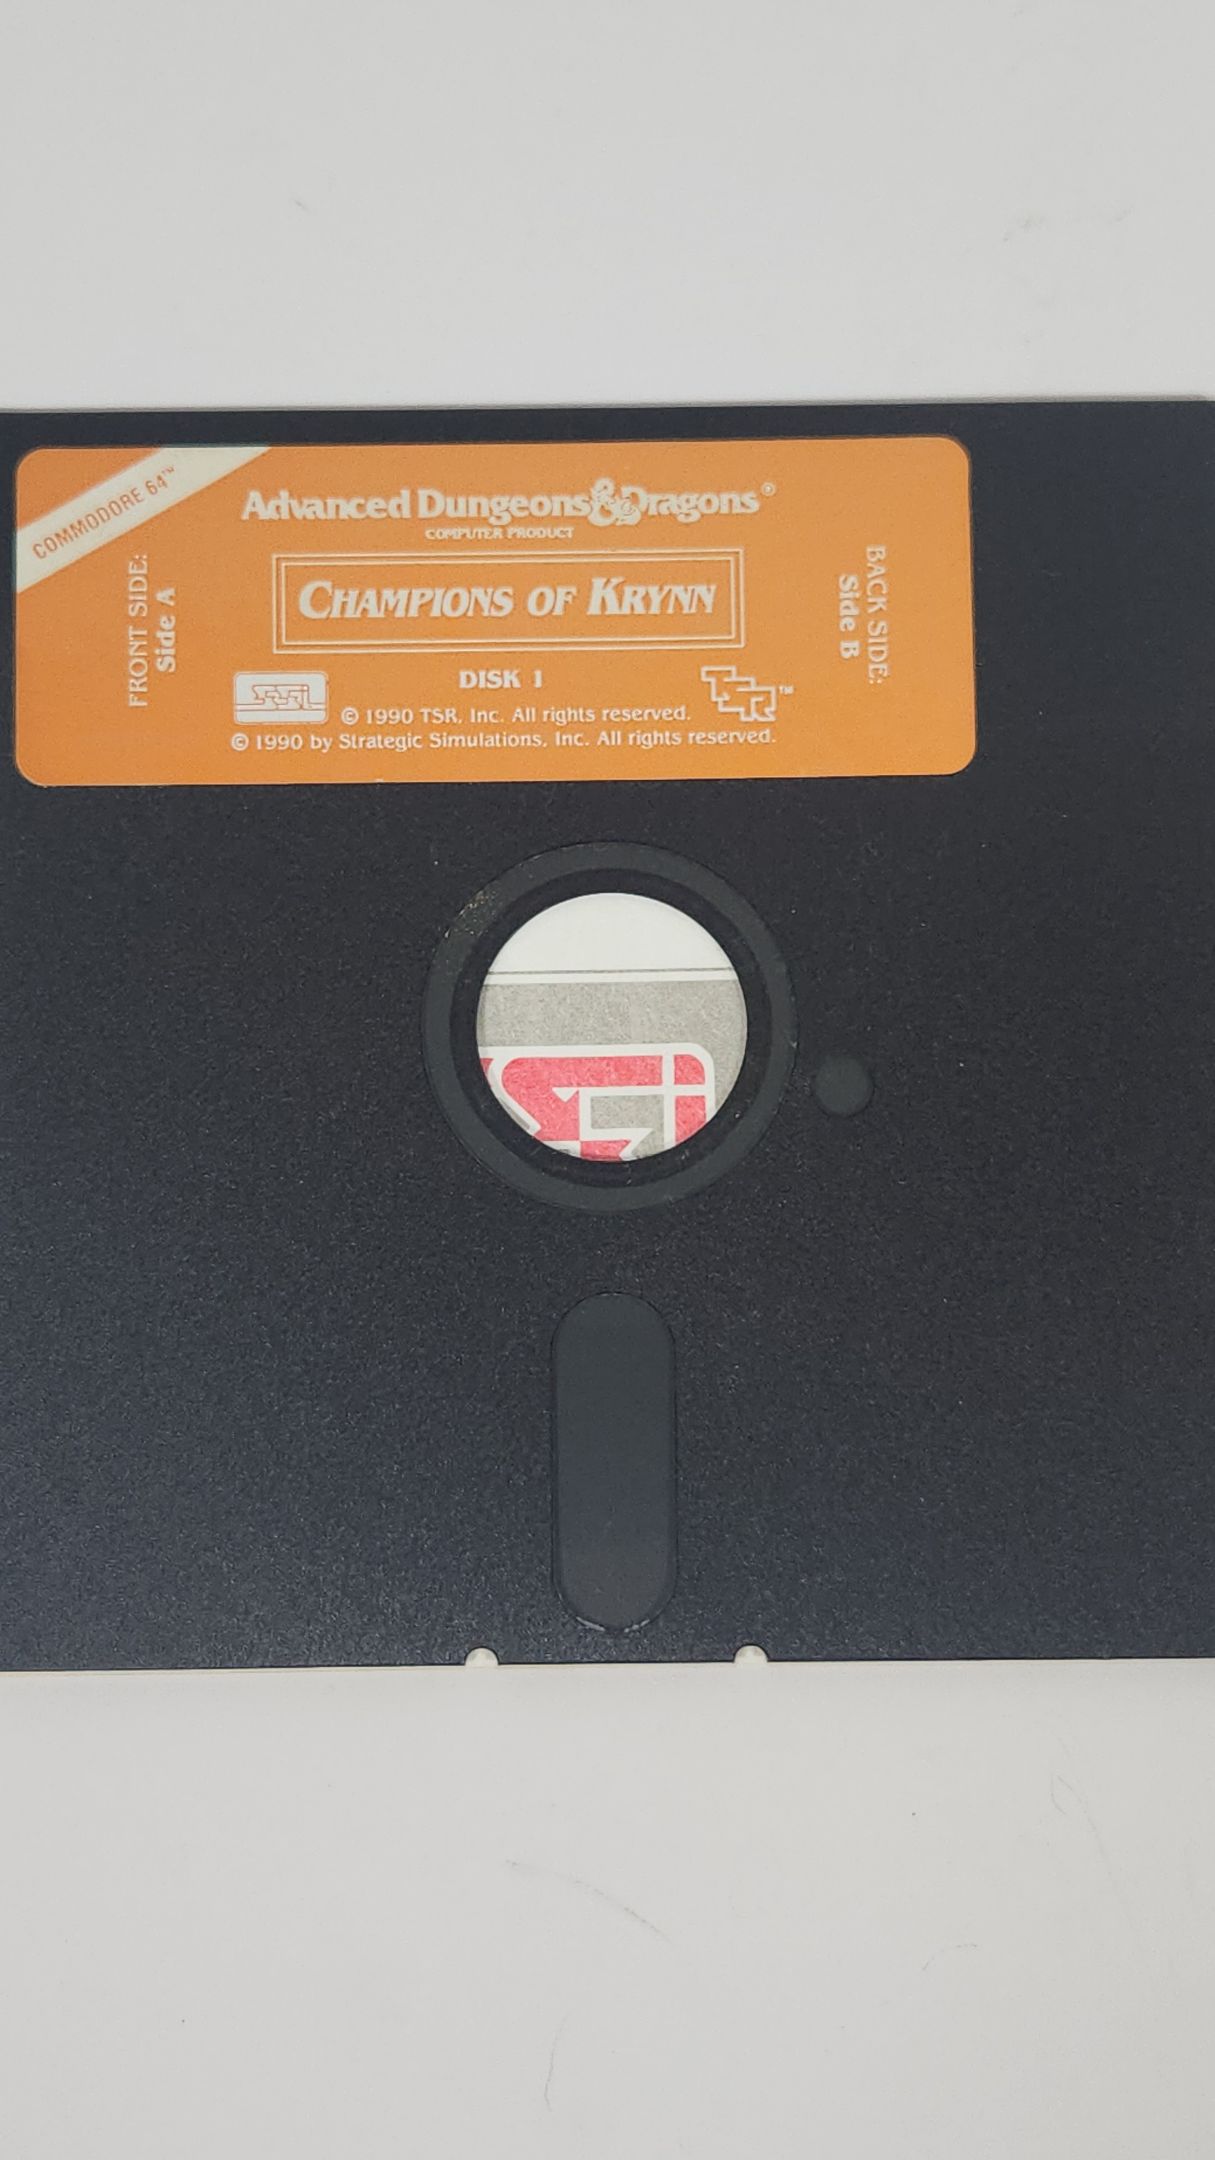 COMMODORE 64™
Advanced Dungeons & Dragons®
COMPUTER PRODUCT
FRONT SIDE:
Side A
CHAMPIONS OF KRYNN
BACK SIDE:
Side B
DISK 1
SSI
TSR™
© 1990 TSR, Inc. All rights reserved.
© 1990 by Strategic Simulations, Inc. All rights reserved.
SSI